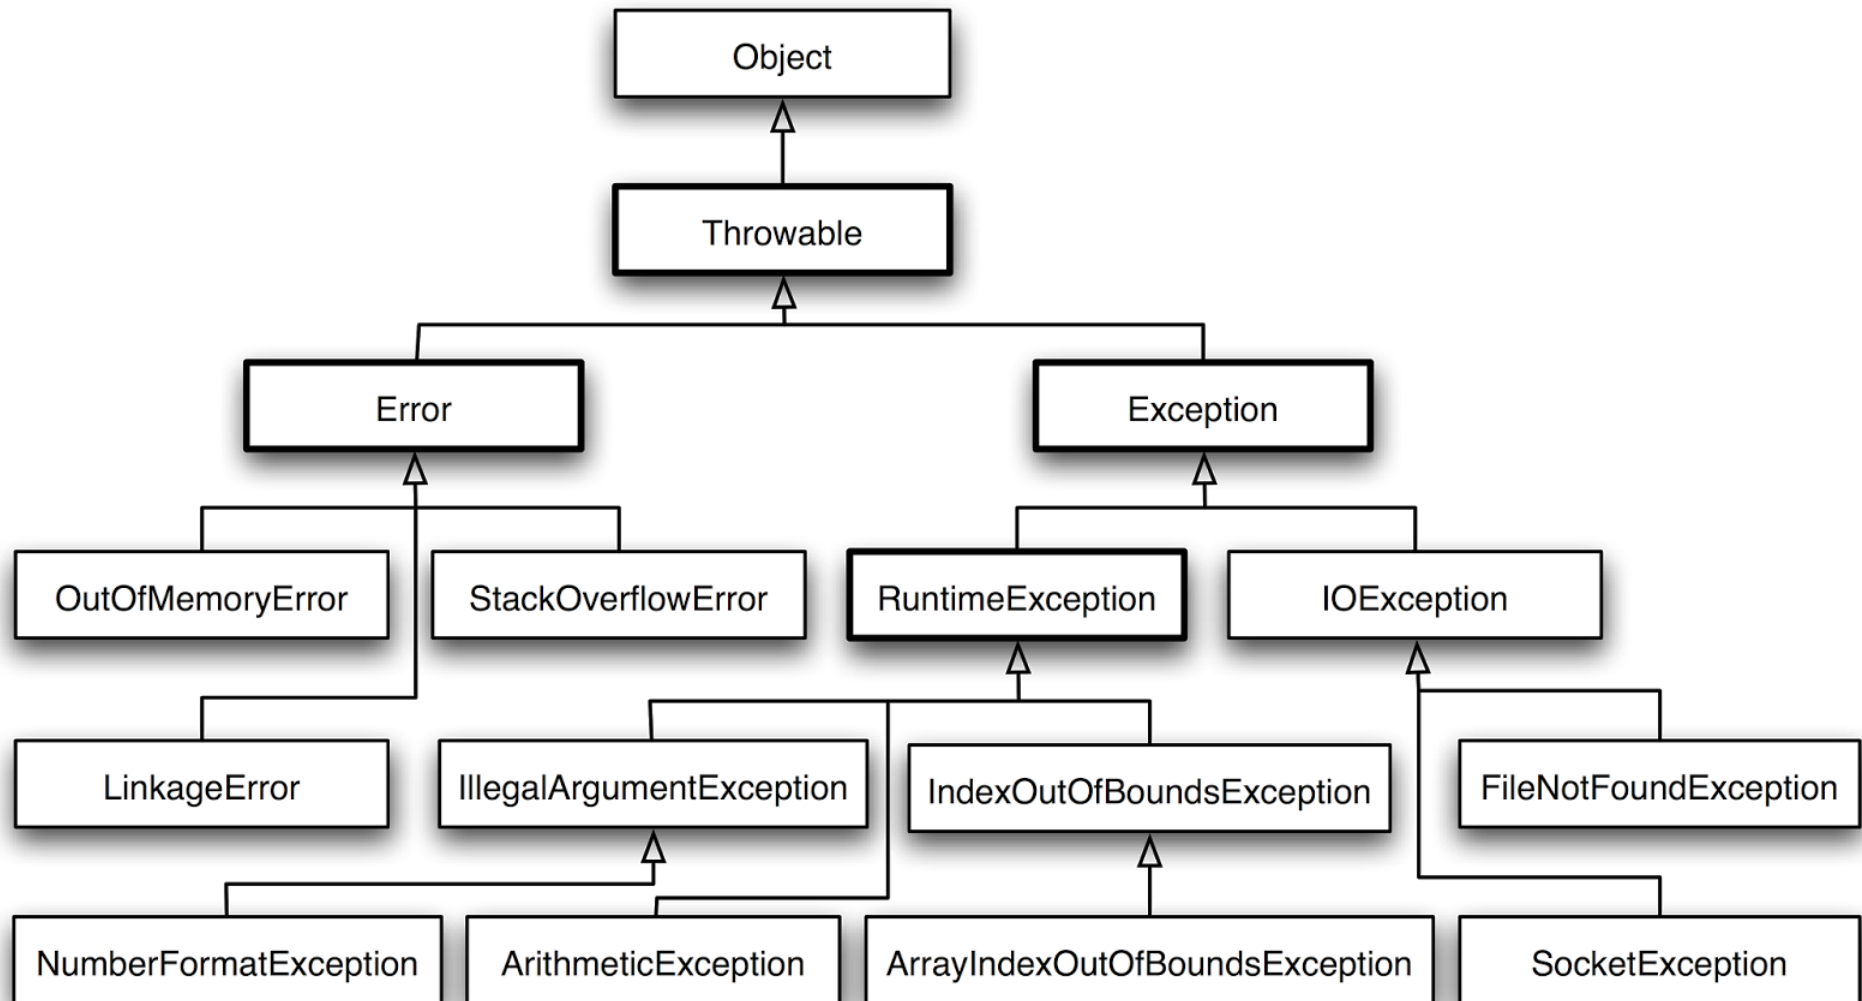 Object
Throwable
Error
Exception
OutOfMemoryError
StackOverflowError
RuntimeException
IOException
LinkageError
IllegalArgumentException
IndexOutOfBoundsException
FileNotFoundException
NumberFormatException
ArithmeticException
ArrayIndexOutOfBoundsException
SocketException